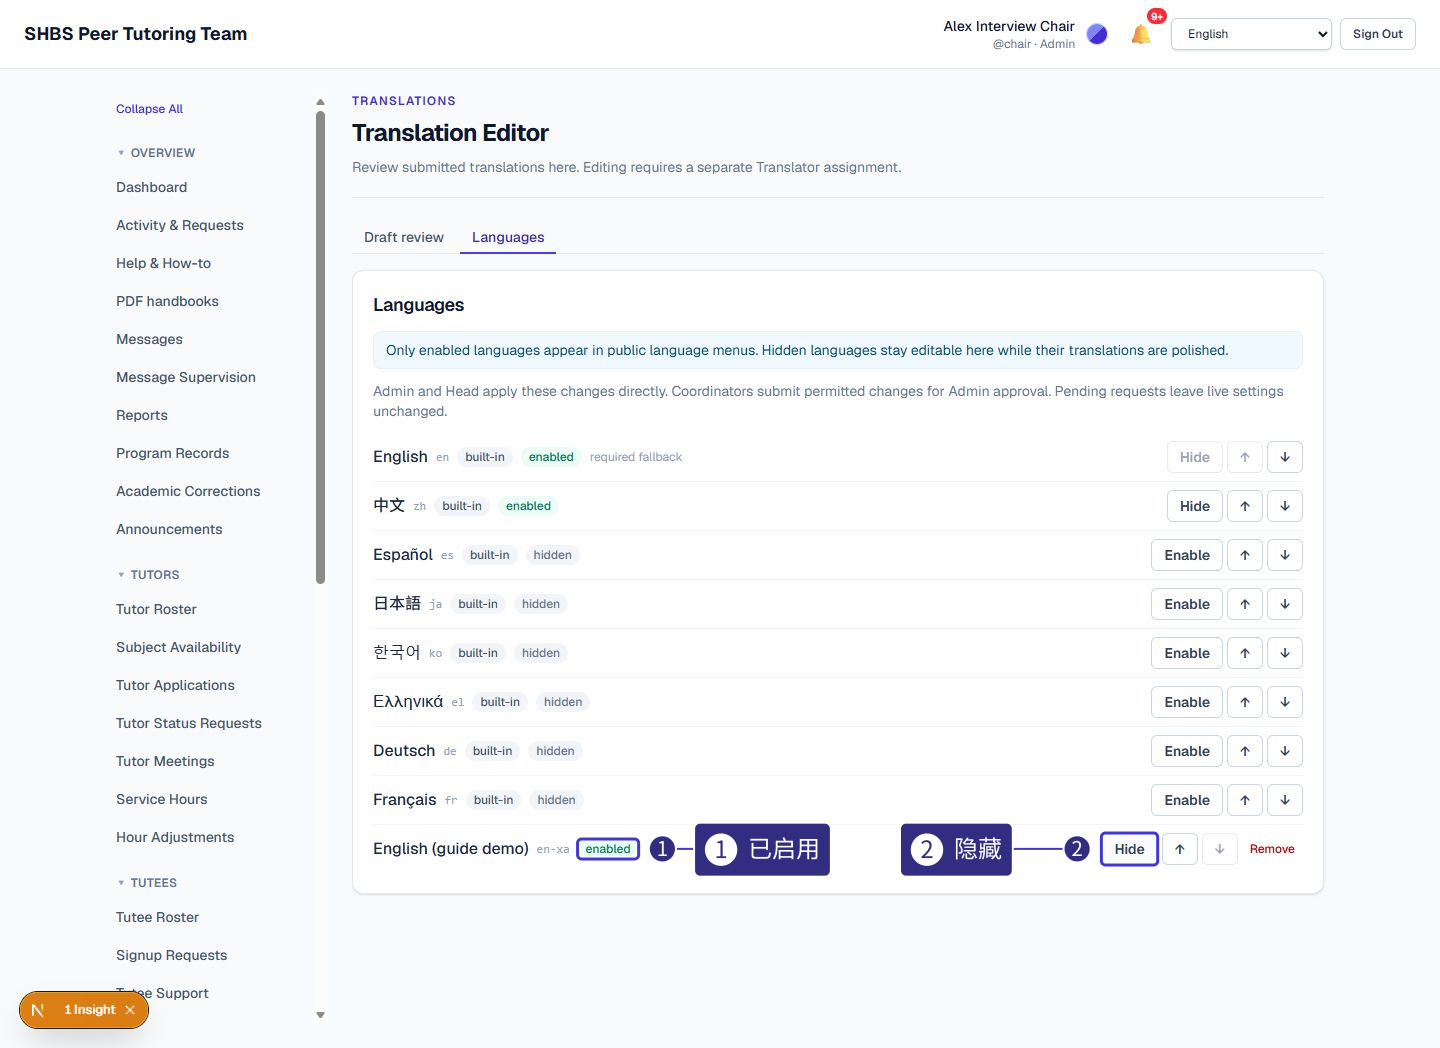 SHBS Peer Tutoring Team
Alex Interview Chair
@chair · Admin
9+
English
Sign Out
Collapse All
OVERVIEW
Dashboard
Activity & Requests
Help & How-to
PDF handbooks
Messages
Message Supervision
Reports
Program Records
Academic Corrections
Announcements
TUTORS
Tutor Roster
Subject Availability
Tutor Applications
Tutor Status Requests
Tutor Meetings
Service Hours
Hour Adjustments
TUTEES
Tutee Roster
Signup Requests
Tutee Support
1 Insight
TRANSLATIONS
Translation Editor
Review submitted translations here. Editing requires a separate Translator assignment.
Draft review Languages
Languages
Only enabled languages appear in public language menus. Hidden languages stay editable here while their translations are polished.
Admin and Head apply these changes directly. Coordinators submit permitted changes for Admin approval. Pending requests leave live settings
unchanged.
English en built-in enabled required fallback Hide ↑ ↓
中文 zh built-in enabled Hide ↑ ↓
Español es built-in hidden Enable ↑ ↓
日本語 ja built-in hidden Enable ↑ ↓
한국어 ko built-in hidden Enable ↑ ↓
Ελληνικά el built-in hidden Enable ↑ ↓
Deutsch de built-in hidden Enable ↑ ↓
Français fr built-in hidden Enable ↑ ↓
English (guide demo) en-xa enabled 1 1 已启用 2 隐藏 2 Hide ↑ ↓ Remove